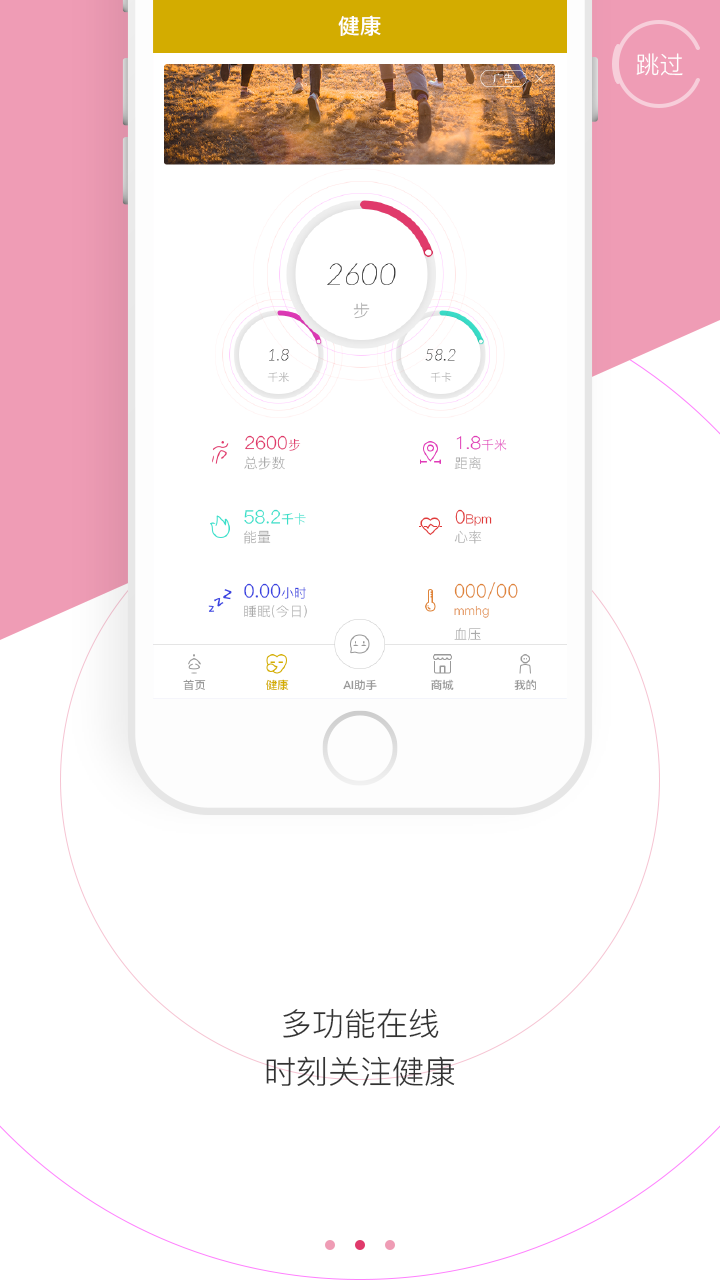 健康
跳过
广告
2600
步
1.8
千米
58.2
千卡
2600步
总步数
1.8千米
距离
58.2千卡
能量
0Bpm
心率
0.00小时
睡眠(今日)
000/00
mmhg
血压
zzZ
首页
健康
AI助手
商城
我的
多功能在线
时刻关注健康